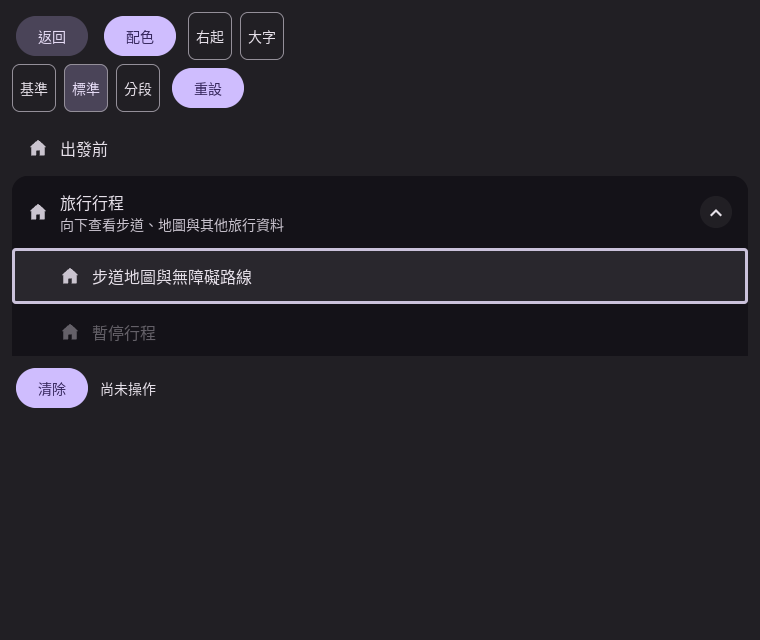 返回 配色 右起 大字
基準 標準 分段 重設
出發前
旅行行程
向下查看步道、地圖與其他旅行資料
步道地圖與無障礙路線
暫停行程
清除 尚未操作